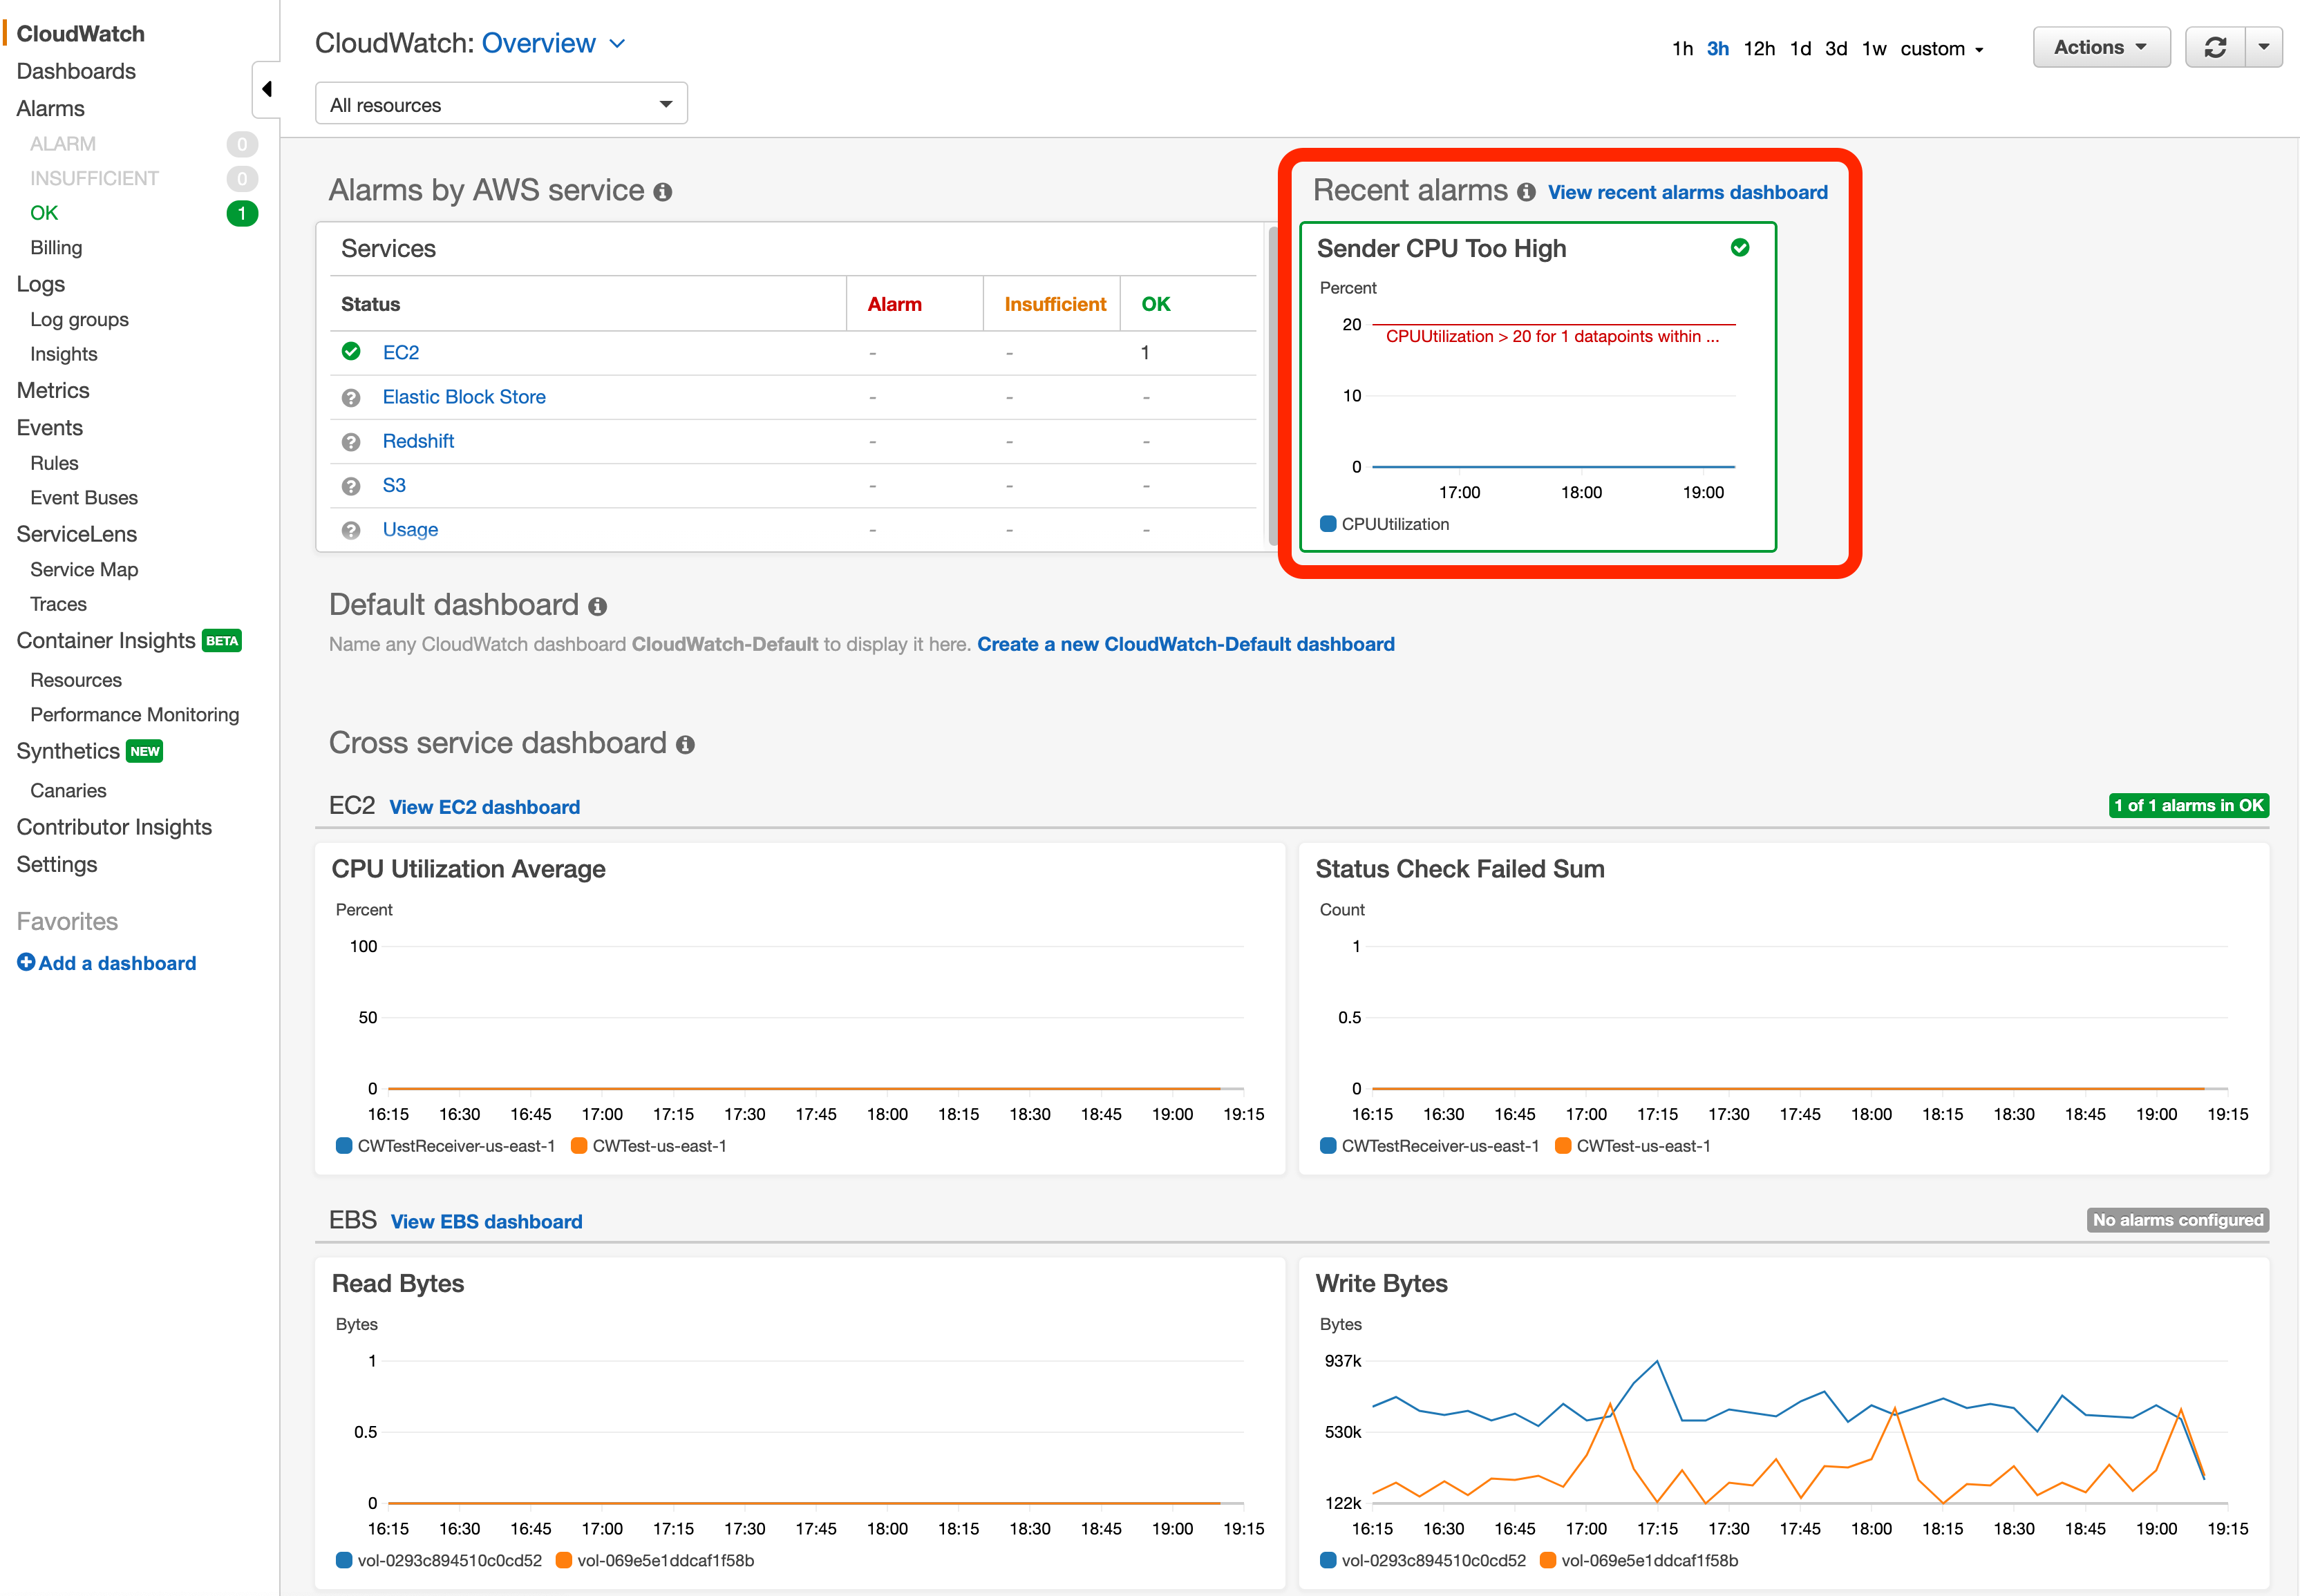 CloudWatch
Dashboards
Alarms
ALARM 0
INSUFFICIENT 0
OK 1
Billing
Logs
Log groups
Insights
Metrics
Events
Rules
Event Buses
ServiceLens
Service Map
Traces
Container Insights BETA
Resources
Performance Monitoring
Synthetics NEW
Canaries
Contributor Insights
Settings
Favorites
Add a dashboard
CloudWatch: Overview
1h 3h 12h 1d 3d 1w custom
Actions
All resources
Alarms by AWS service
Services
Status Alarm Insufficient OK
EC2 - - 1
Elastic Block Store - - -
Redshift - - -
S3 - - -
Usage - - -
Recent alarms View recent alarms dashboard
Sender CPU Too High
Percent
20
CPUUtilization > 20 for 1 datapoints within ...
10
0
17:00 18:00 19:00
CPUUtilization
Default dashboard
Name any CloudWatch dashboard CloudWatch-Default to display it here. Create a new CloudWatch-Default dashboard
Cross service dashboard
EC2 View EC2 dashboard
1 of 1 alarms in OK
CPU Utilization Average
Percent
100
50
0
16:15 16:30 16:45 17:00 17:15 17:30 17:45 18:00 18:15 18:30 18:45 19:00 19:15
CWTestReceiver-us-east-1 CWTest-us-east-1
Status Check Failed Sum
Count
1
0.5
0
16:15 16:30 16:45 17:00 17:15 17:30 17:45 18:00 18:15 18:30 18:45 19:00 19:15
CWTestReceiver-us-east-1 CWTest-us-east-1
EBS View EBS dashboard
No alarms configured
Read Bytes
Bytes
1
0.5
0
16:15 16:30 16:45 17:00 17:15 17:30 17:45 18:00 18:15 18:30 18:45 19:00 19:15
vol-0293c894510c0cd52 vol-069e5e1ddcaf1f58b
Write Bytes
Bytes
937k
530k
122k
16:15 16:30 16:45 17:00 17:15 17:30 17:45 18:00 18:15 18:30 18:45 19:00 19:15
vol-0293c894510c0cd52 vol-069e5e1ddcaf1f58b